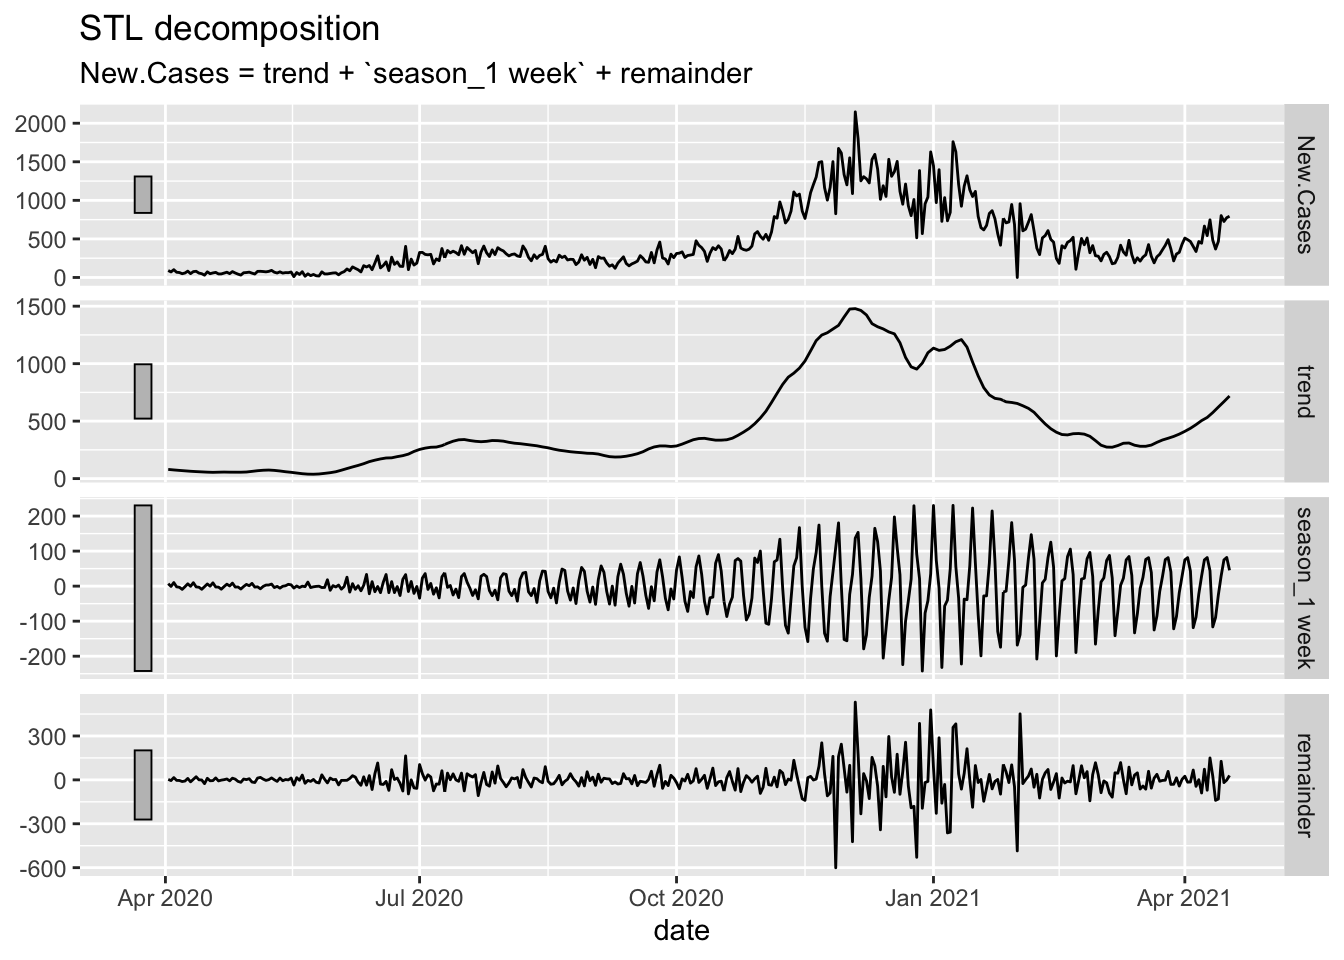 STL decomposition
New.Cases = trend + `season_1 week` + remainder
2000
1500
1000
500
0
New.Cases
1500
1000
500
0
trend
200
100
0
-100
-200
season_1 week
300
0
-300
-600
remainder
Apr 2020 Jul 2020 Oct 2020 Jan 2021 Apr 2021
date